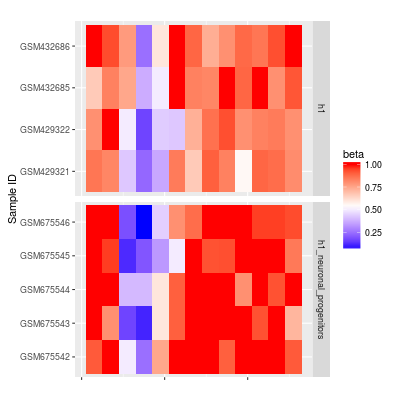 GSM432686
GSM432685
GSM429322
GSM429321
h1
GSM675546
GSM675545
GSM675544
GSM675543
GSM675542
h1_neuronal_progenitors
Sample ID
beta
1.00
0.75
0.50
0.25